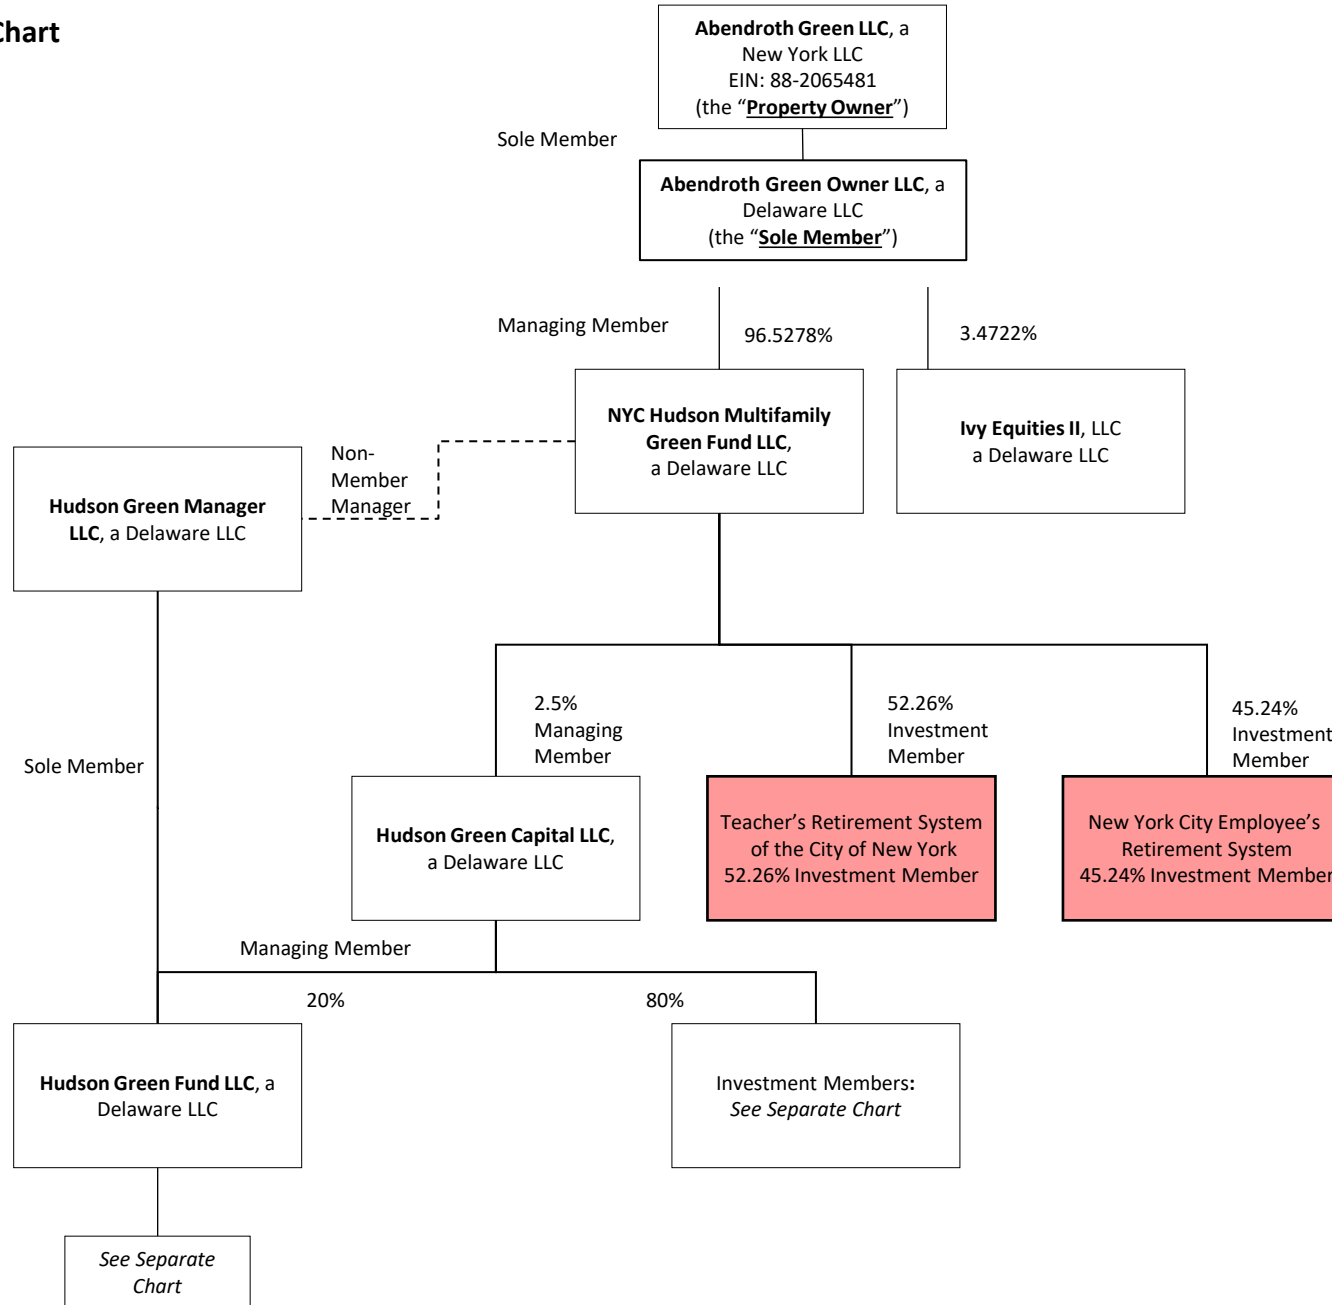 Chart
Abendroth Green LLC, a
New York LLC
EIN: 88-2065481
(the “Property Owner”)
Sole Member
Abendroth Green Owner LLC, a
Delaware LLC
(the “Sole Member”)
Managing Member
96.5278%
3.4722%
NYC Hudson Multifamily
Green Fund LLC,
a Delaware LLC
Ivy Equities II, LLC
a Delaware LLC
Non-
Member
Manager
Hudson Green Manager
LLC, a Delaware LLC
2.5%
Managing
Member
52.26%
Investment
Member
45.24%
Investment
Member
Sole Member
Hudson Green Capital LLC,
a Delaware LLC
Teacher’s Retirement System
of the City of New York
52.26% Investment Member
New York City Employee’s
Retirement System
45.24% Investment Member
Managing Member
20%
80%
Hudson Green Fund LLC, a
Delaware LLC
Investment Members:
See Separate Chart
See Separate
Chart